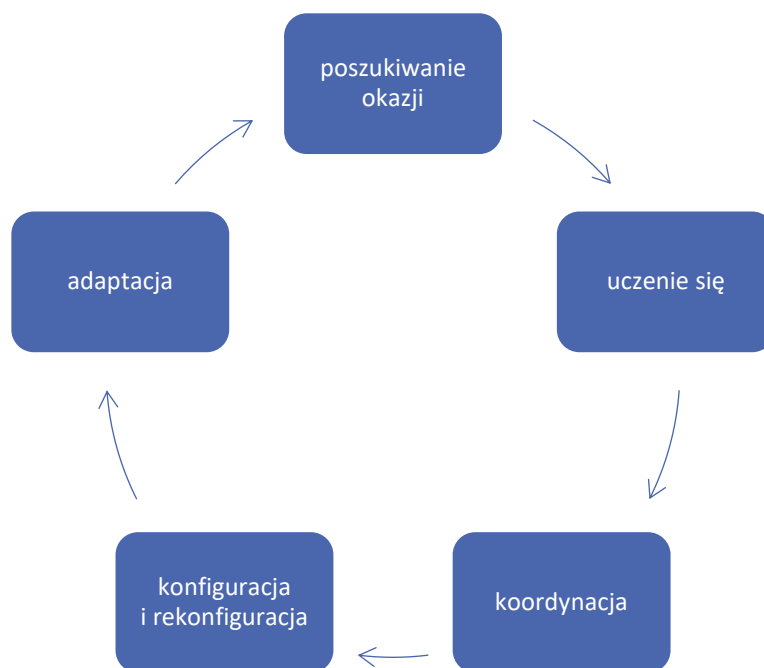 poszukiwanie
okazji
uczenie się
koordynacja
konfiguracja
i rekonfiguracja
adaptacja